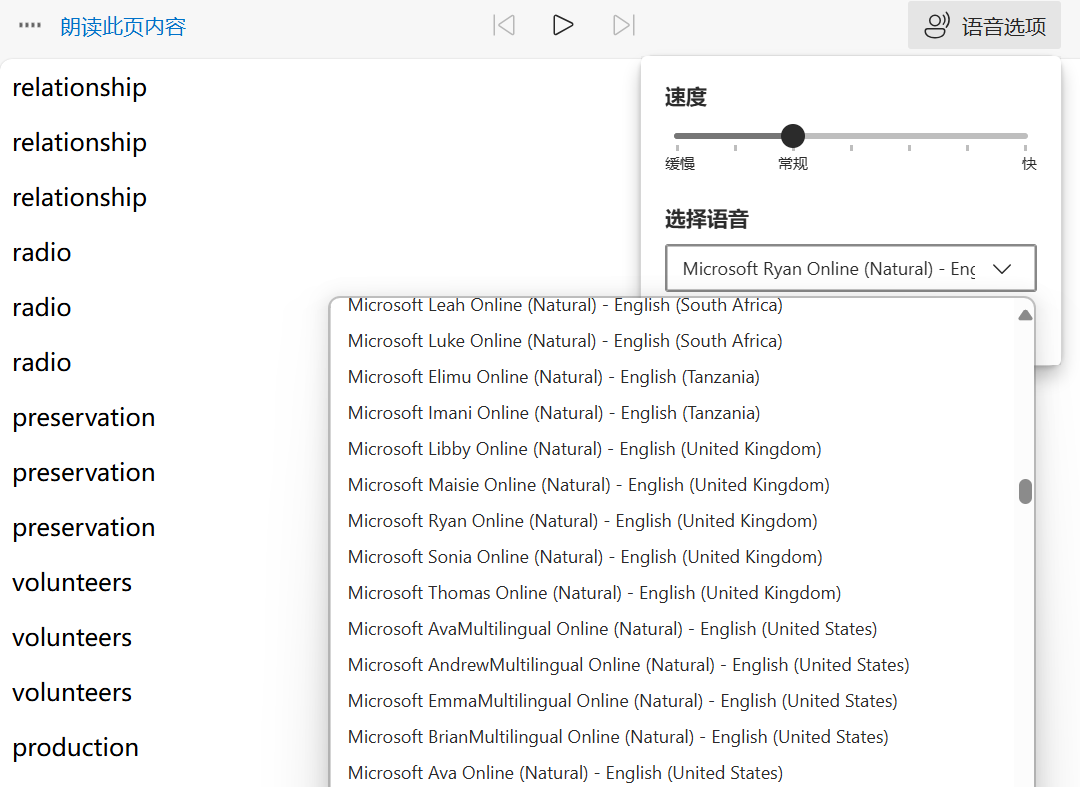 朗读此页内容
语音选项
relationship
relationship
relationship
radio
radio
radio
preservation
preservation
preservation
volunteers
volunteers
volunteers
production
速度
缓慢 常规 快
选择语音
Microsoft Ryan Online (Natural) - Eng
Microsoft Leah Online (Natural) - English (South Africa)
Microsoft Luke Online (Natural) - English (South Africa)
Microsoft Elimu Online (Natural) - English (Tanzania)
Microsoft Imani Online (Natural) - English (Tanzania)
Microsoft Libby Online (Natural) - English (United Kingdom)
Microsoft Maisie Online (Natural) - English (United Kingdom)
Microsoft Ryan Online (Natural) - English (United Kingdom)
Microsoft Sonia Online (Natural) - English (United Kingdom)
Microsoft Thomas Online (Natural) - English (United Kingdom)
Microsoft AvaMultilingual Online (Natural) - English (United States)
Microsoft AndrewMultilingual Online (Natural) - English (United States)
Microsoft EmmaMultilingual Online (Natural) - English (United States)
Microsoft BrianMultilingual Online (Natural) - English (United States)
Microsoft Ava Online (Natural) - English (United States)